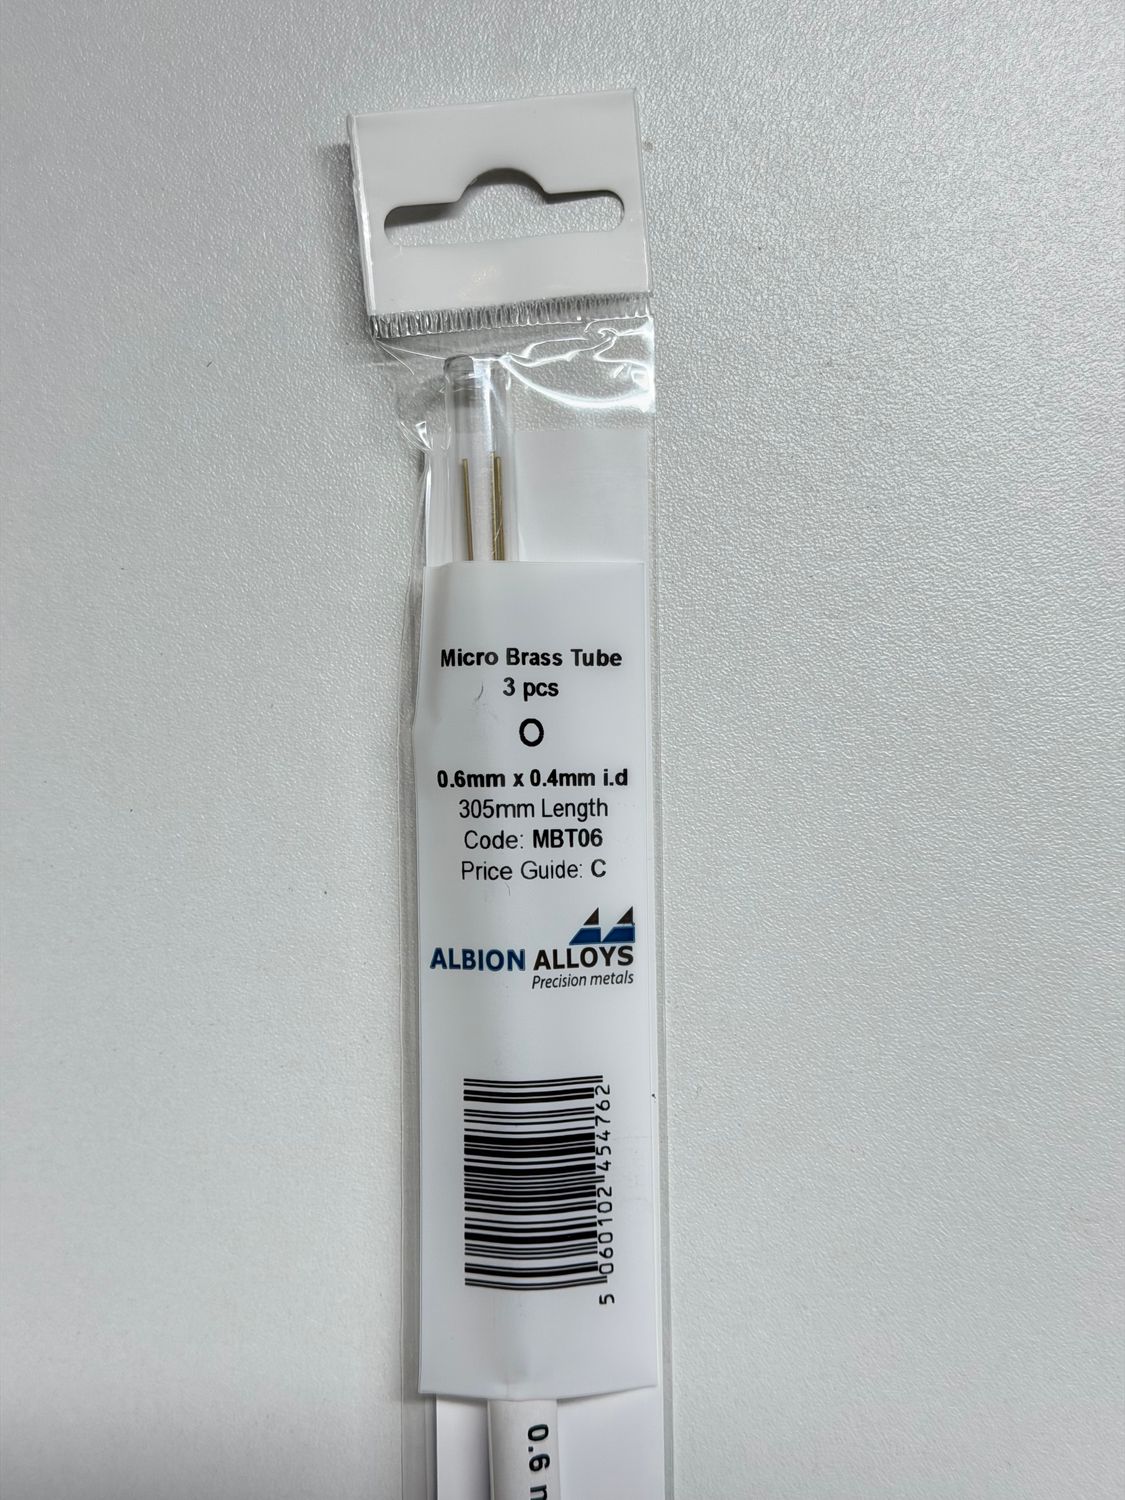 Micro Brass Tube
3 pcs
0.6mm x 0.4mm i.d
305mm Length
Code: MBT06
Price Guide: C
ALBION ALLOYS
Precision metals
5 060102 454762
0.6